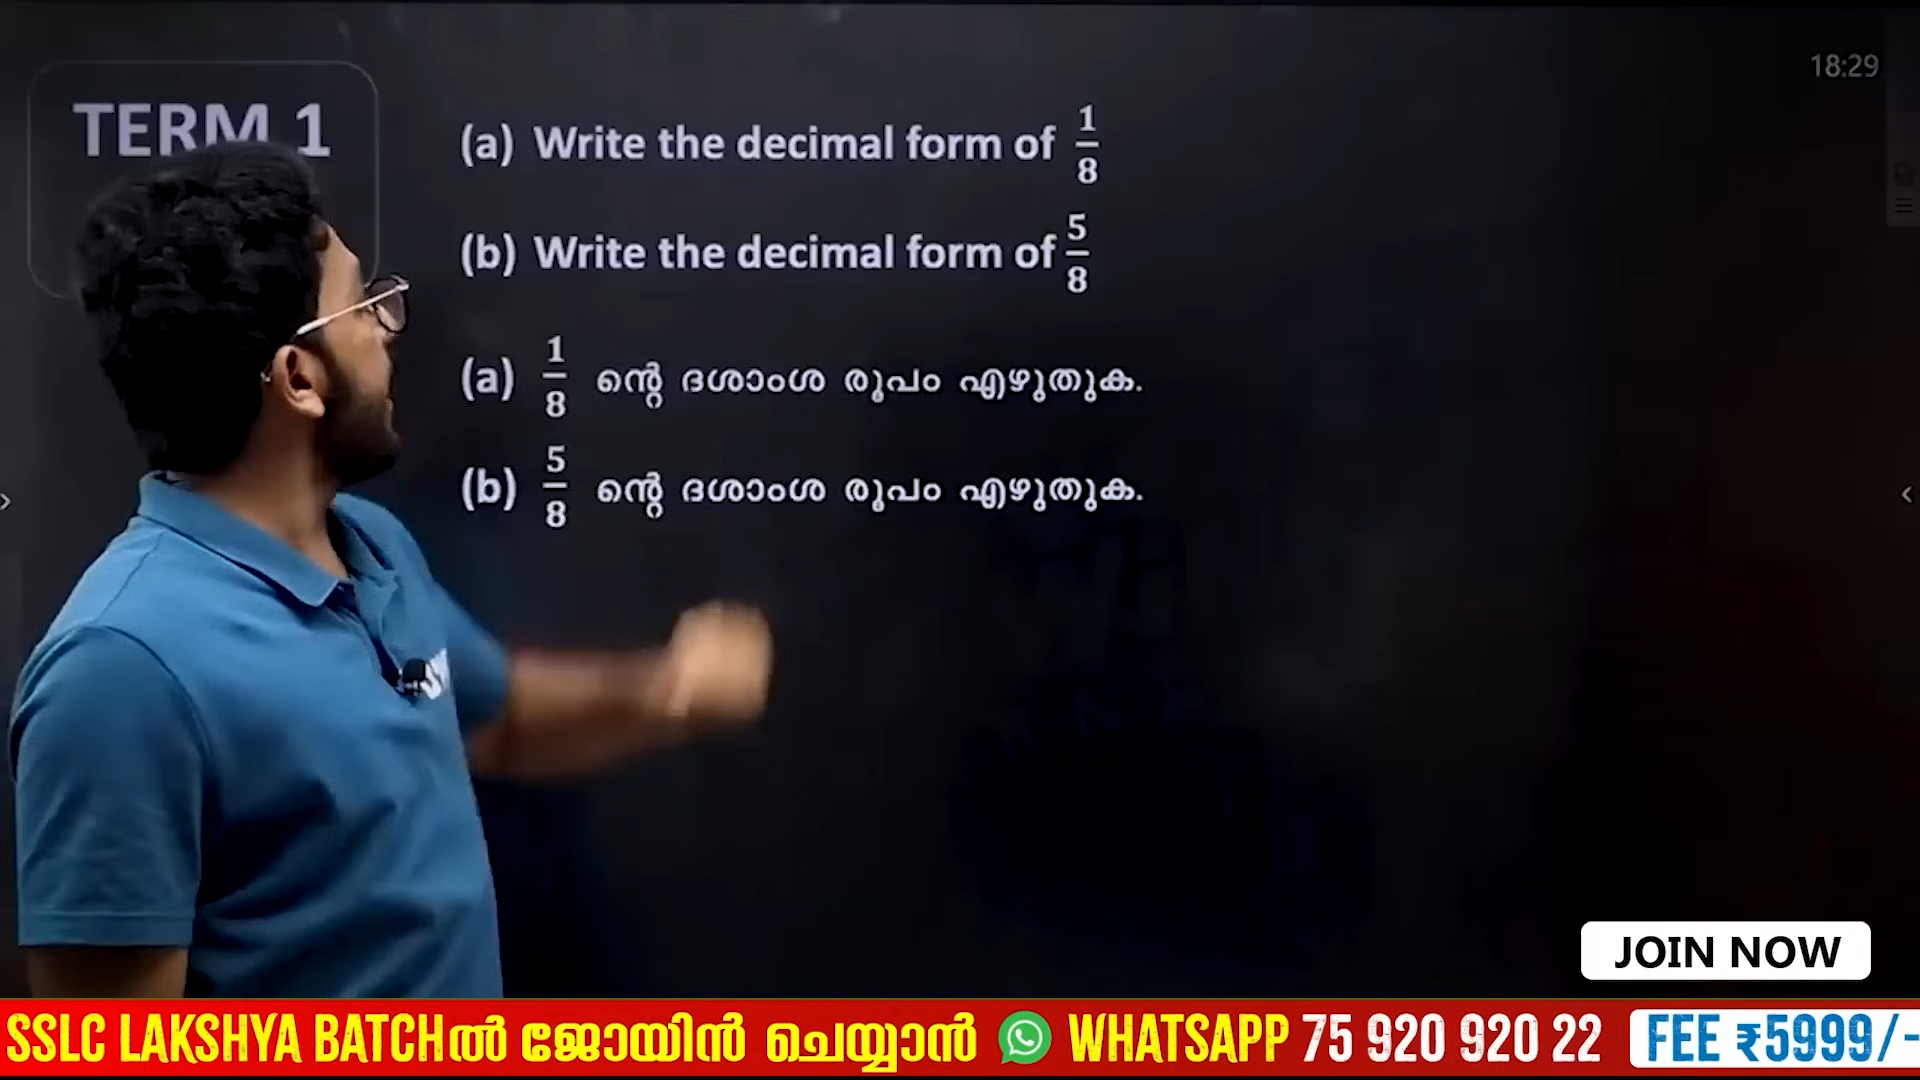 TERM 1
18:29
(a) Write the decimal form of 1/8
(b) Write the decimal form of 5/8
(a) 1/8 ന്റെ ദശാംശ രൂപം എഴുതുക.
(b) 5/8 ന്റെ ദശാംശ രൂപം എഴുതുക.
JOIN NOW
SSLC LAKSHYA BATCHൽ ജോയിൻ ചെയ്യാൻ WHATSAPP 75 920 920 22 FEE ₹5999/-